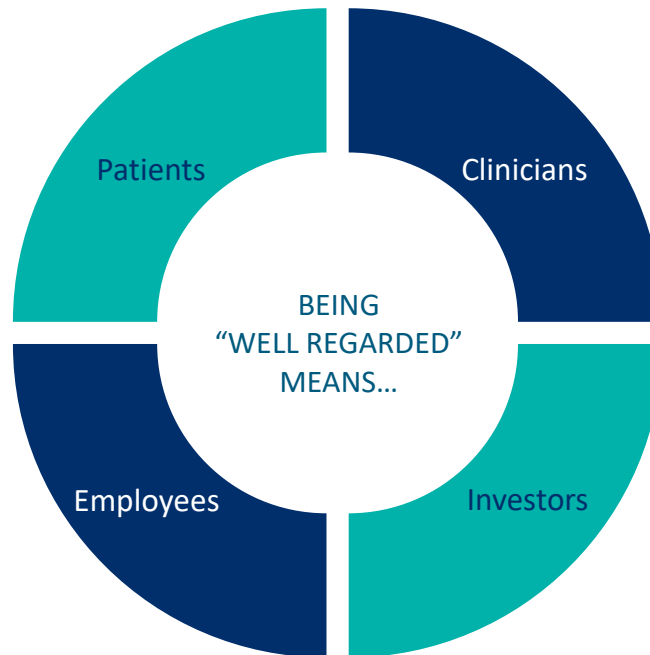 Patients
Clinicians
BEING
“WELL REGARDED”
MEANS…
Employees
Investors